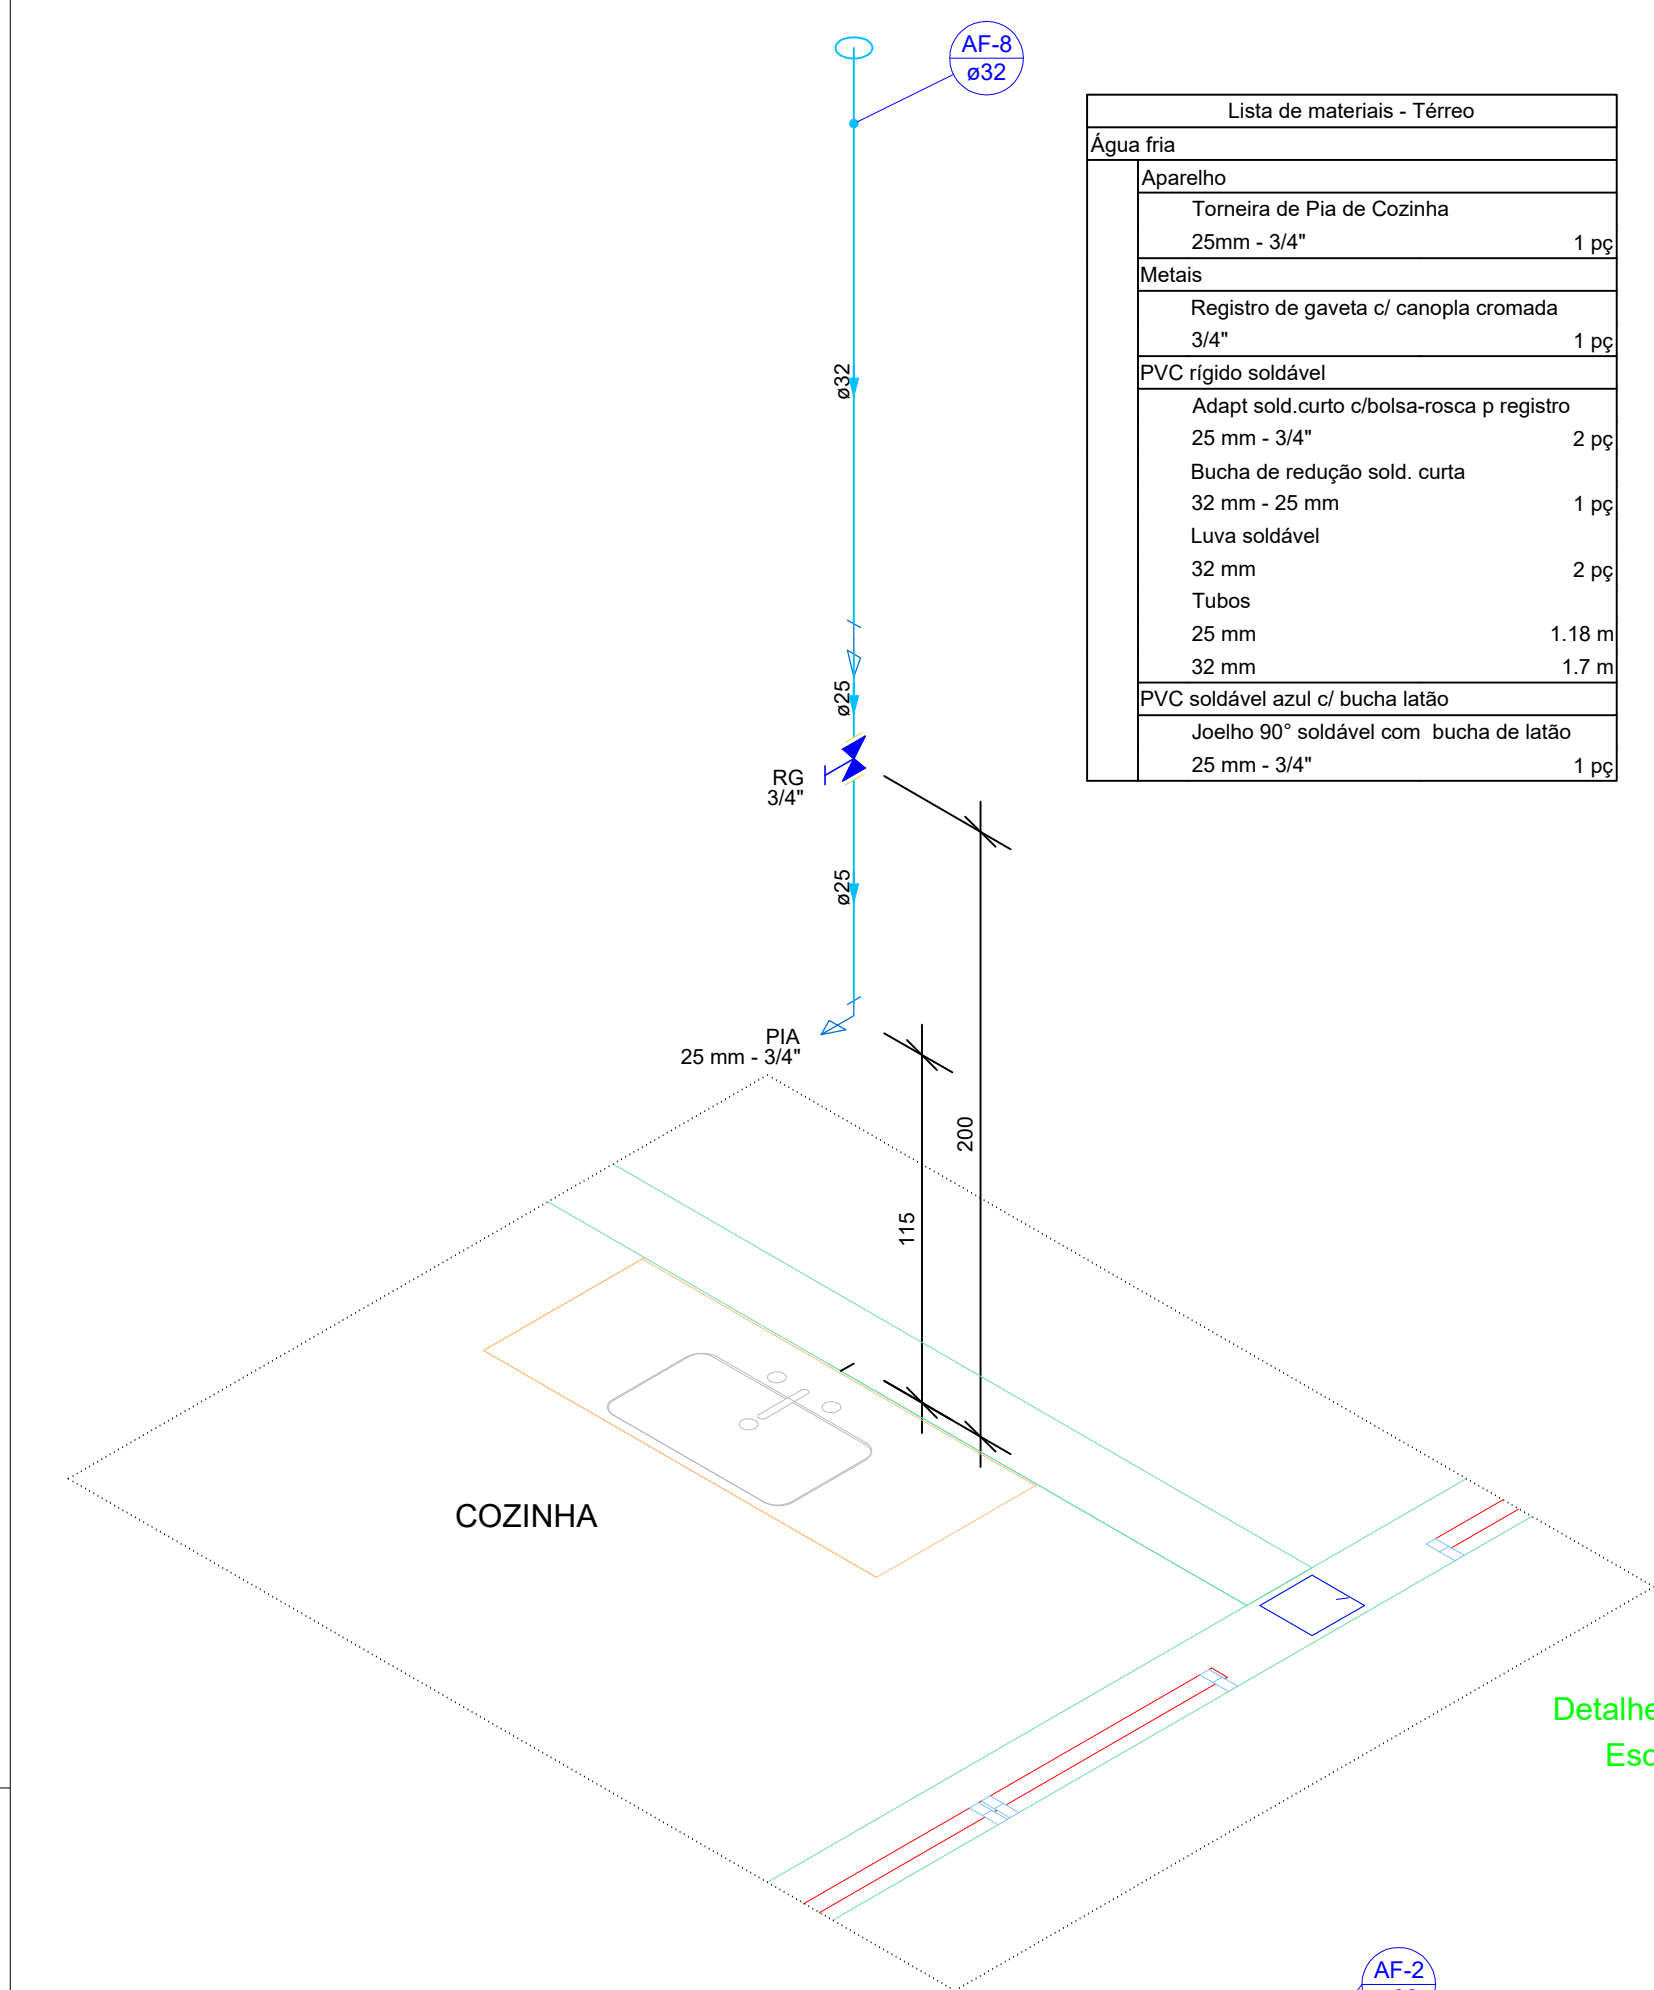 AF-8
ø32
Lista de materiais - Térreo
Água fria
Aparelho
Torneira de Pia de Cozinha
25mm - 3/4" 1 pç
Metais
Registro de gaveta c/ canopla cromada
3/4" 1 pç
PVC rígido soldável
Adapt sold.curto c/bolsa-rosca p registro
25 mm - 3/4" 2 pç
Bucha de redução sold. curta
32 mm - 25 mm 1 pç
Luva soldável
32 mm 2 pç
Tubos
25 mm 1.18 m
32 mm 1.7 m
PVC soldável azul c/ bucha latão
Joelho 90° soldável com bucha de latão
25 mm - 3/4" 1 pç
ø32
ø25
RG
3/4"
ø25
PIA
25 mm - 3/4"
200
115
COZINHA
AF-2